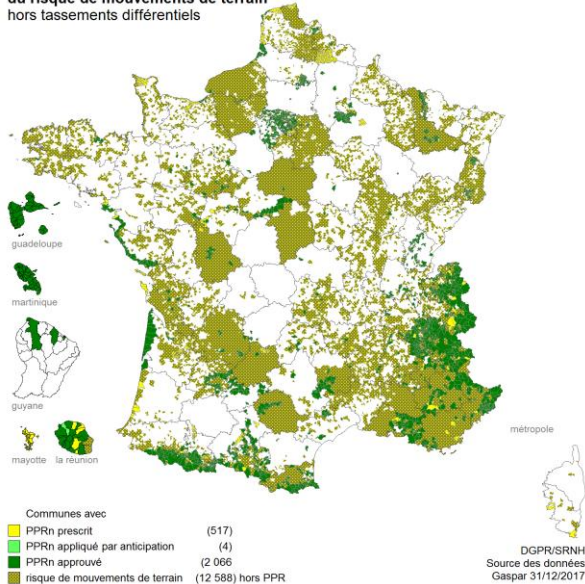 du risque de mouvements de terrain
hors tassements différentiels
guadeloupe
martinique
guyane
mayotte
la réunion
métropole
Communes avec
PPRn prescrit (517)
PPRn appliqué par anticipation (4)
PPRn approuvé (2 066
risque de mouvements de terrain (12 588) hors PPR
DGPR/SRNH
Source des données
Gaspar 31/12/2017